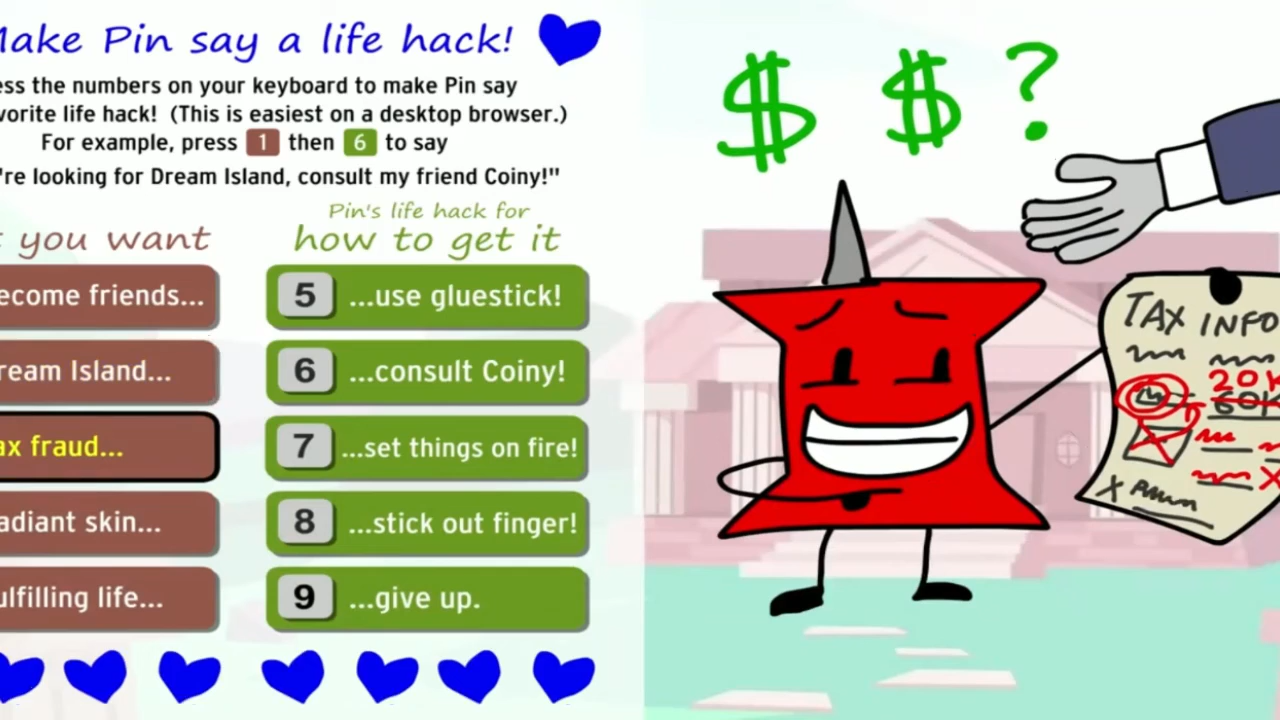 Make Pin say a life hack!
ess the numbers on your keyboard to make Pin say
vorite life hack! (This is easiest on a desktop browser.)
For example, press 1 then 6 to say
're looking for Dream Island, consult my friend Coiny!"
t you want
Pin's life hack for
how to get it
ecome friends...
5 ...use gluestick!
ream Island...
6 ...consult Coiny!
ax fraud...
7 ...set things on fire!
adiant skin...
8 ...stick out finger!
ulfilling life...
9 ...give up.
$ $ ?
TAX INFO
20K
60K
X